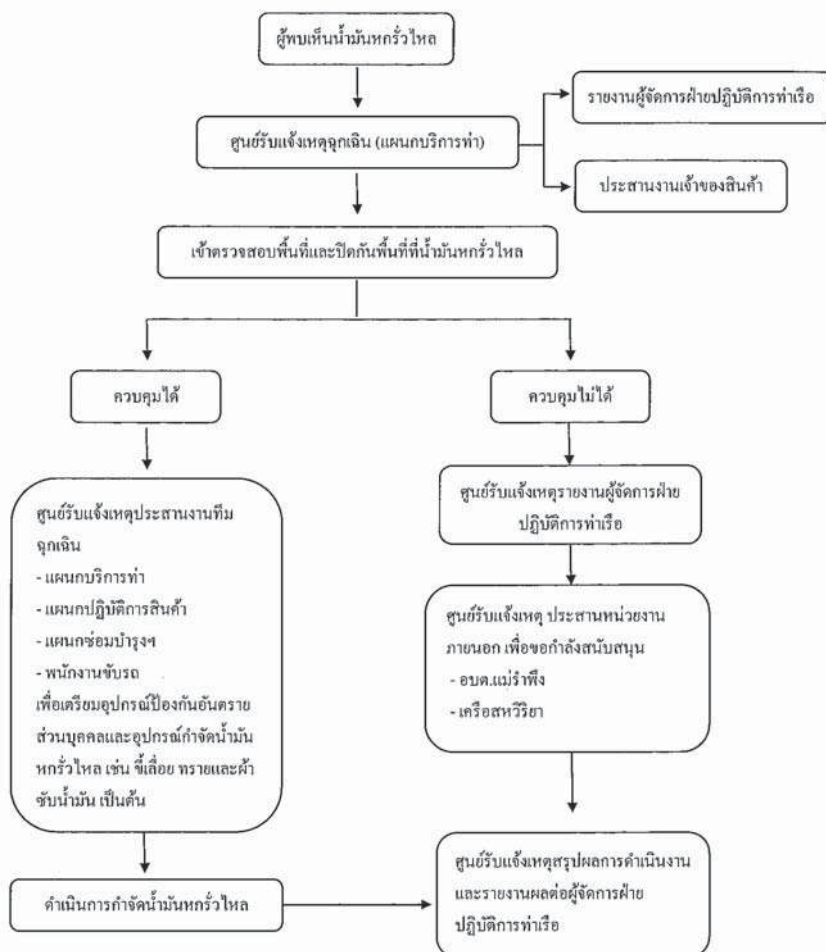 ผู้พบเห็นน้ำมันหกรั่วไหล
ศูนย์รับแจ้งเหตุฉุกเฉิน (แผนกบริการท่า)
รายงานผู้จัดการฝ่ายปฏิบัติการท่าเรือ
ประสานงานเจ้าของสินค้า
เข้าตรวจสอบพื้นที่และปิดกั้นพื้นที่ที่น้ำมันหกรั่วไหล
ควบคุมได้
ควบคุมไม่ได้
ศูนย์รับแจ้งเหตุประสานงานทีม
ฉุกเฉิน
- แผนกบริการท่า
- แผนกปฏิบัติการสินค้า
- แผนกซ่อมบำรุงฯ
- พนักงานขับรถ
เพื่อเตรียมอุปกรณ์ป้องกันอันตราย
ส่วนบุคคลและอุปกรณ์กำจัดน้ำมัน
หกรั่วไหล เช่น ขี้เลื่อย ทรายและผ้า
ซับน้ำมัน เป็นต้น
ดำเนินการกำจัดน้ำมันหกรั่วไหล
ศูนย์รับแจ้งเหตุรายงานผู้จัดการฝ่าย
ปฏิบัติการท่าเรือ
ศูนย์รับแจ้งเหตุ ประสานหน่วยงาน
ภายนอก เพื่อขอกำลังสนับสนุน
- อบต.แม่รำพึง
- เครือสหวิริยา
ศูนย์รับแจ้งเหตุสรุปผลการดำเนินงาน
และรายงานผลต่อผู้จัดการฝ่าย
ปฏิบัติการท่าเรือ